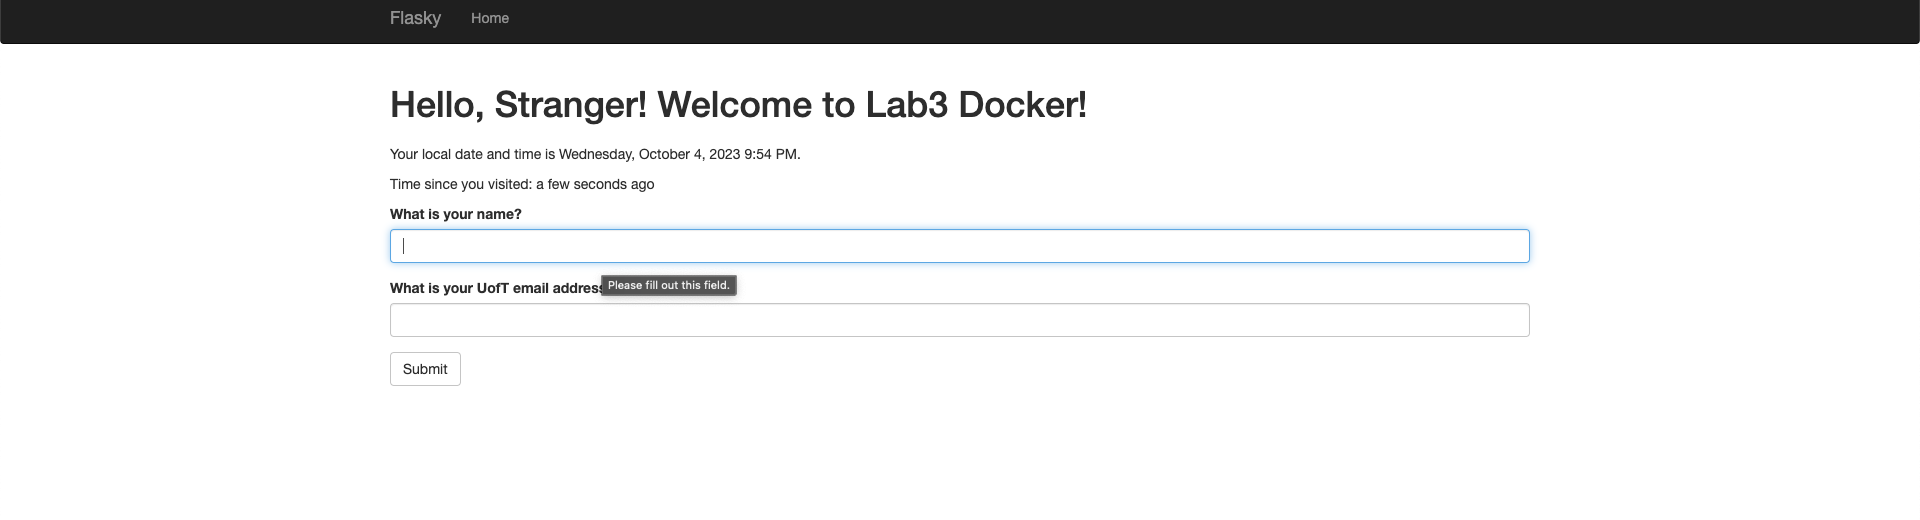 Flasky Home
Hello, Stranger! Welcome to Lab3 Docker!
Your local date and time is Wednesday, October 4, 2023 9:54 PM.
Time since you visited: a few seconds ago
What is your name?
What is your UofT email address
Please fill out this field.
Submit